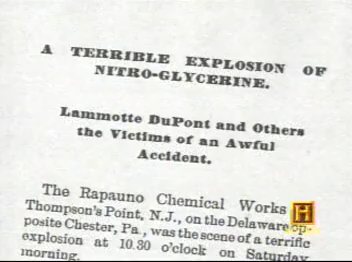 A TERRIBLE EXPLOSION OF
NITRO-GLYCERINE.
Lammotte DuPont and Others
the Victims of an Awful
Accident.
The Rapauno Chemical Works
Thompson's Point, N.J., on the Delaware op-
posite Chester, Pa., was the scene of a terrific
explosion at 10.30 o'clock on Saturday
morning.
H